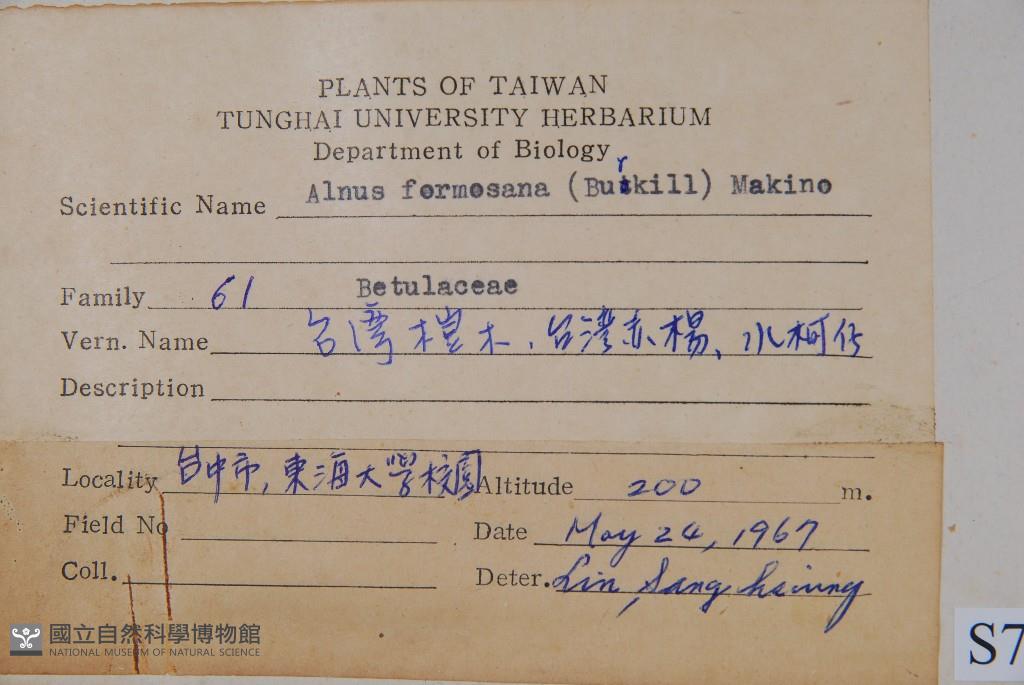 PLANTS OF TAIWAN
TUNGHAI UNIVERSITY HERBARIUM
Department of Biology
Scientific Name Alnus formosana (Burkill) Makino
Family 61 Betulaceae
Vern. Name 台灣榿木、台灣赤楊、水柯仔
Description
Locality 台中市,東海大學校園 Altitude 200 m.
Field No Date May 24, 1967
Coll. Deter. Lin, Sang hsiung
國立自然科學博物館
NATIONAL MUSEUM OF NATURAL SCIENCE
S7